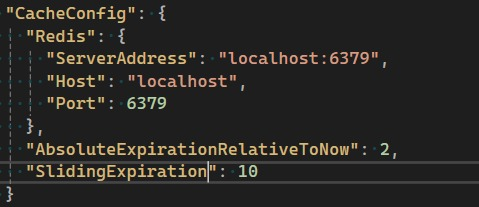 "CacheConfig": {
"Redis": {
"ServerAddress": "localhost:6379",
"Host": "localhost",
"Port": 6379
},
"AbsoluteExpirationRelativeToNow": 2,
"SlidingExpiration": 10
}